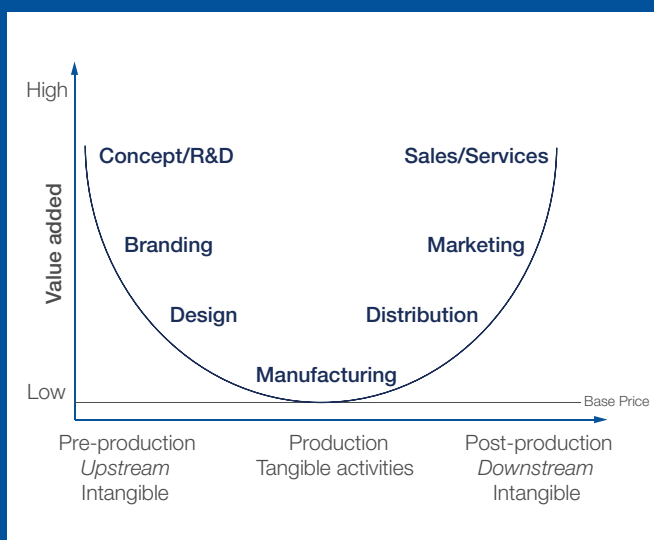 High
Concept/R&D
Sales/Services
Value added
Branding
Marketing
Design
Distribution
Manufacturing
Low
Base Price
Pre-production
Upstream
Intangible
Production
Tangible activities
Post-production
Downstream
Intangible